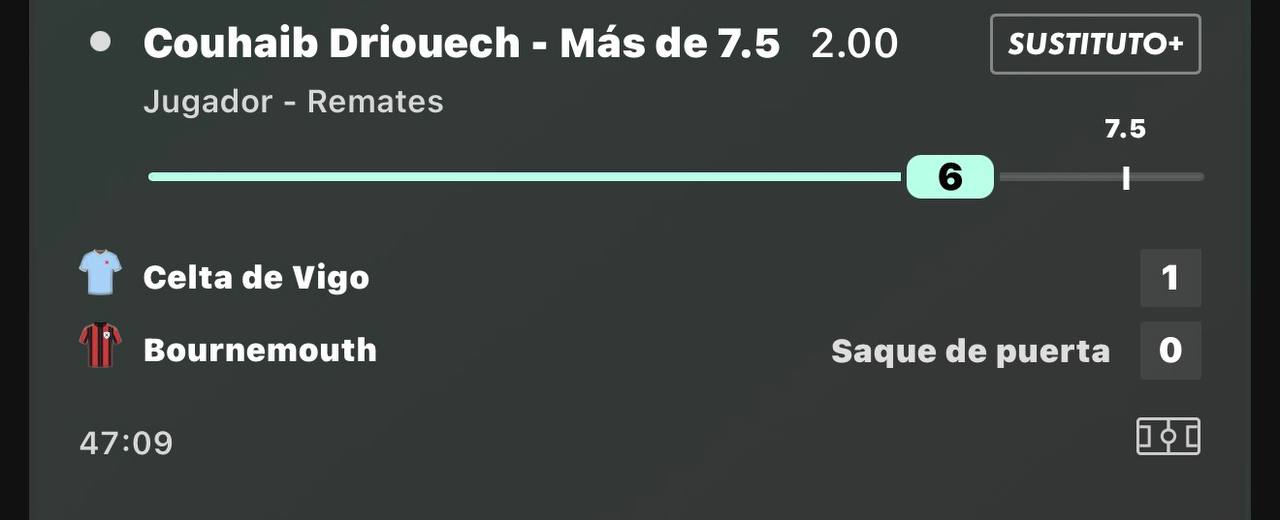 Couhaib Driouech - Más de 7.5 2.00 SUSTITUTO+
Jugador - Remates
7.5
6
Celta de Vigo 1
Bournemouth Saque de puerta 0
47:09